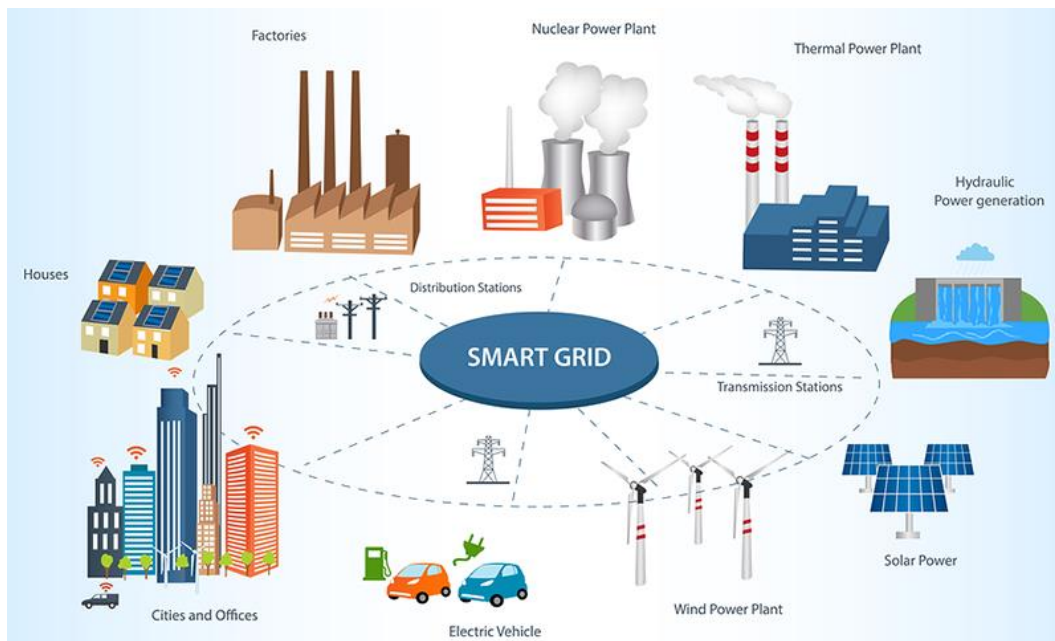 Factories
Nuclear Power Plant
Thermal Power Plant
Hydraulic
Power generation
Houses
Distribution Stations
SMART GRID
Transmission Stations
Solar Power
Cities and Offices
Electric Vehicle
Wind Power Plant